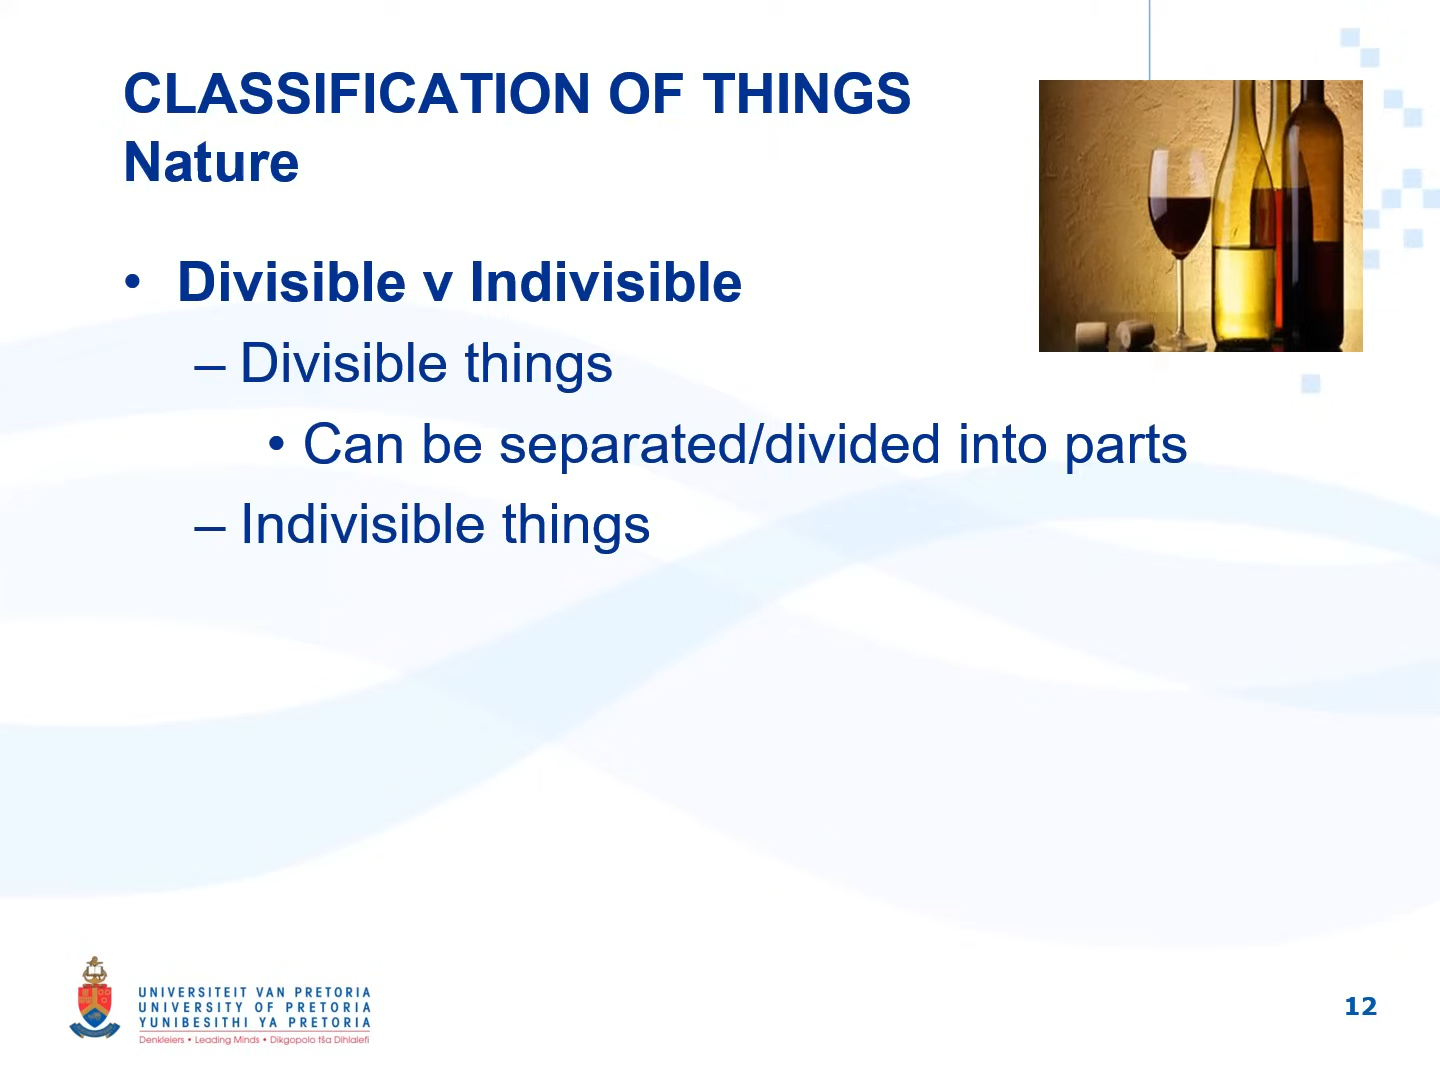 CLASSIFICATION OF THINGS
Nature
• Divisible v Indivisible
– Divisible things
• Can be separated/divided into parts
– Indivisible things
UNIVERSITEIT VAN PRETORIA
UNIVERSITY OF PRETORIA
YUNIBESITHI YA PRETORIA
Denkleiers • Leading Minds • Dikgopolo tša Dihlalefi
12